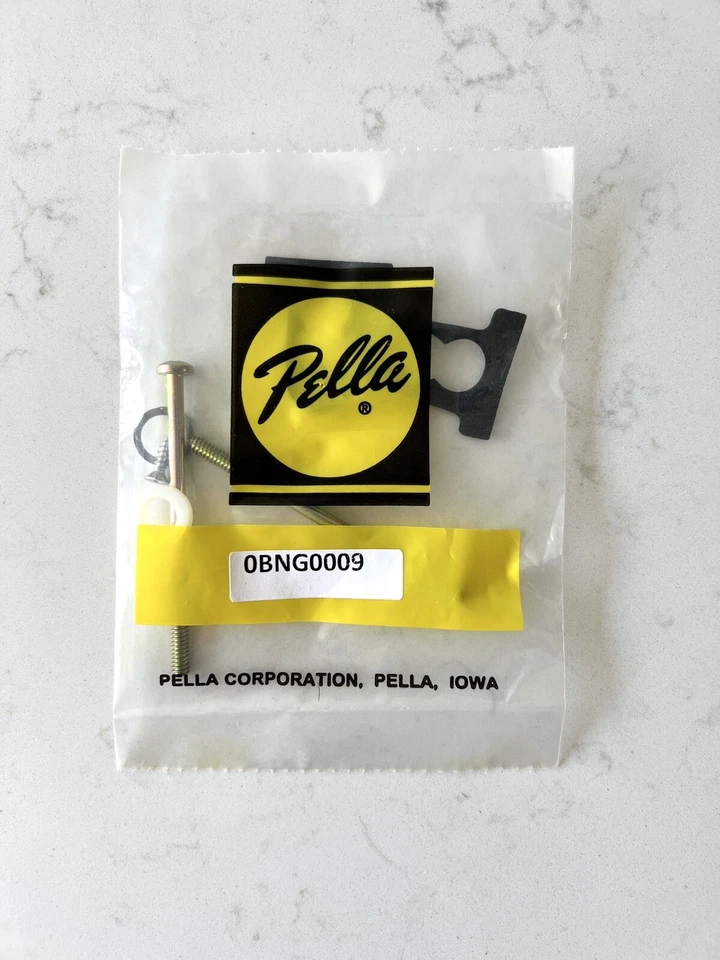 Pella
®
0BNG0009
PELLA CORPORATION, PELLA, IOWA